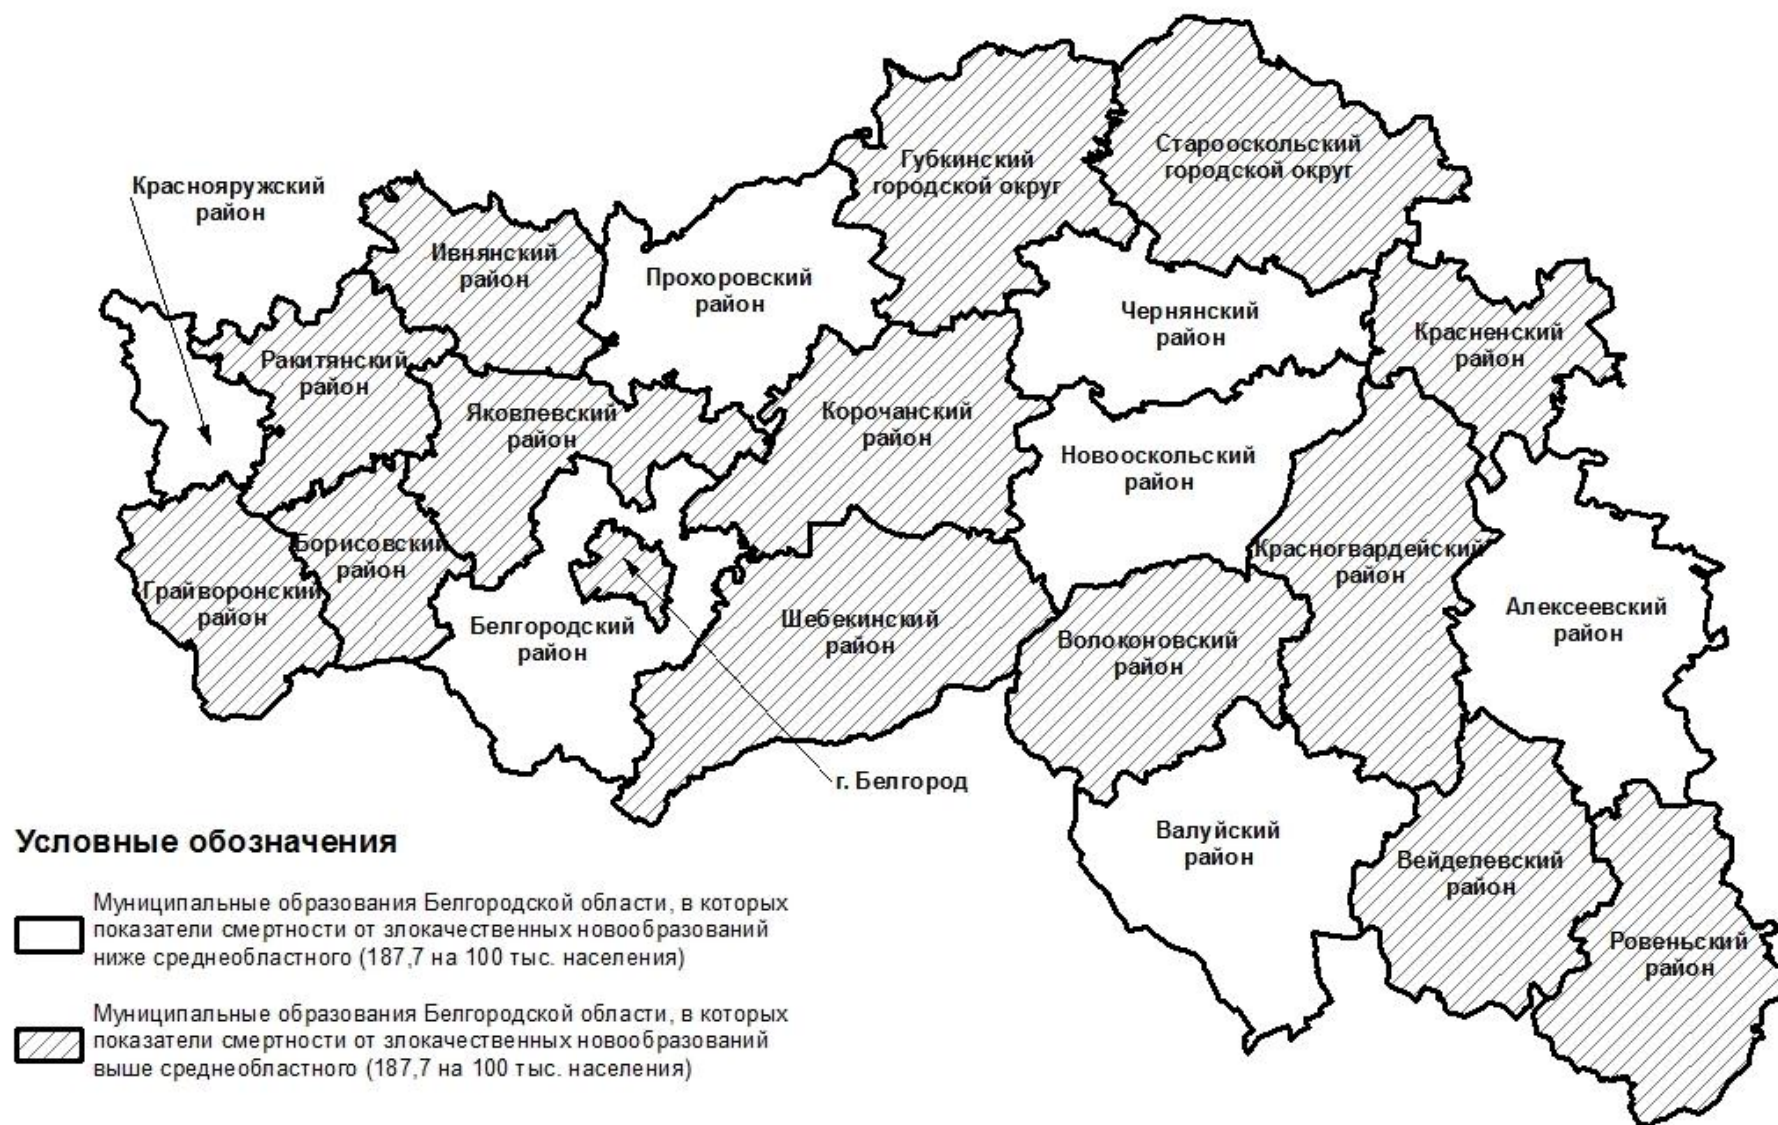 Старооскольский
городской округ
Губкинский
городской округ
Краснояружский
район
Ивнянский
район
Прохоровский
район
Чернянский
район
Красненский
район
Ракитянский
район
Яковлевский
район
Корочанский
район
Новооскольский
район
Борисовский
район
Красногвардейский
район
Грайворонский
район
Белгородский
район
Шебекинский
район
Волоконовский
район
Алексеевский
район
г. Белгород
Валуйский
район
Вейделевский
район
Ровеньский
район
Условные обозначения
Муниципальные образования Белгородской области, в которых
показатели смертности от злокачественных новообразований
ниже среднеобластного (187,7 на 100 тыс. населения)
Муниципальные образования Белгородской области, в которых
показатели смертности от злокачественных новообразований
выше среднеобластного (187,7 на 100 тыс. населения)